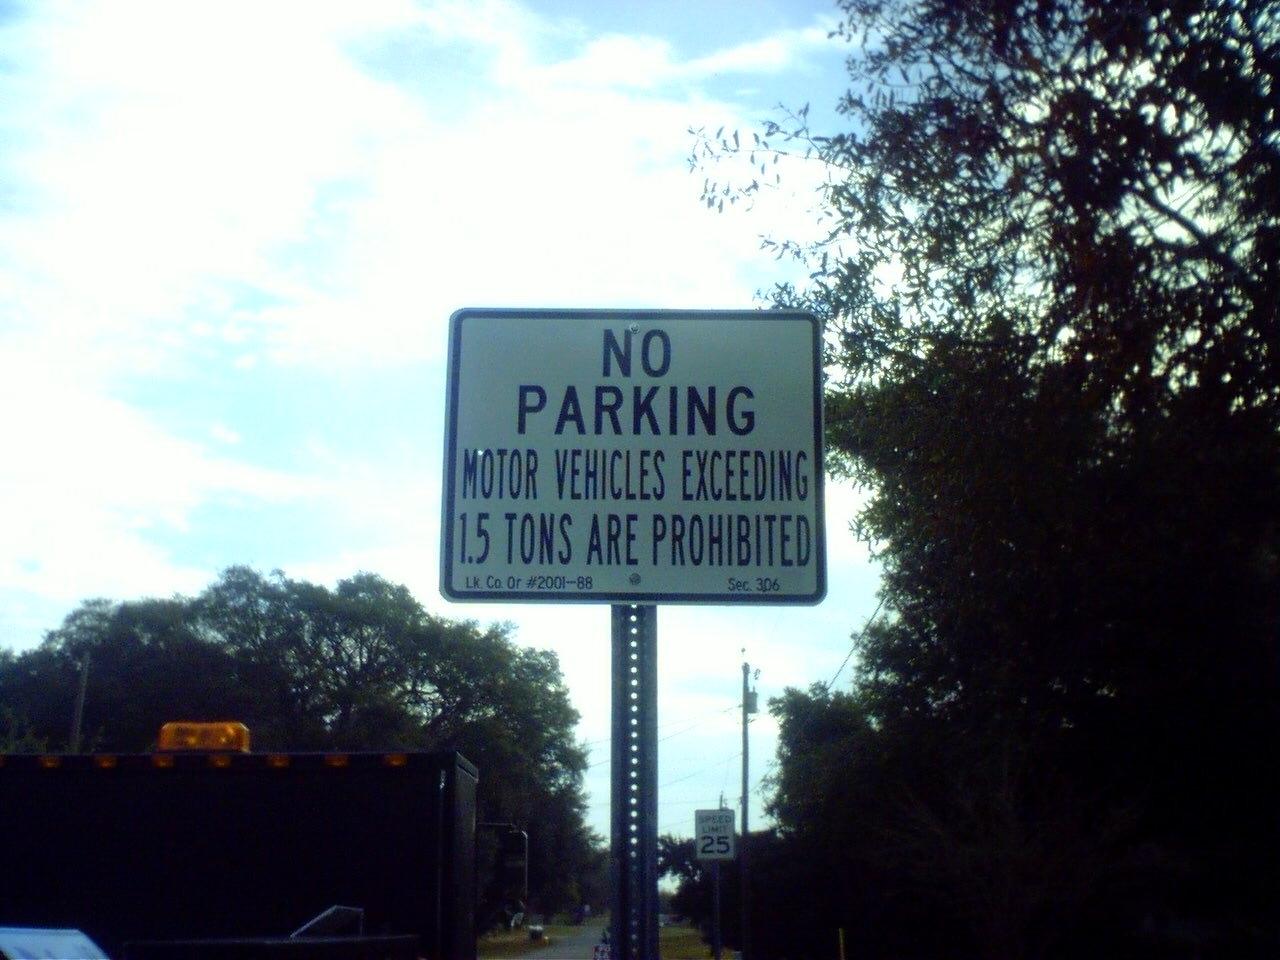 NO
PARKING
MOTOR VEHICLES EXCEEDING
1.5 TONS ARE PROHIBITED
Lk. Co. Or #2001-88 Sec. 3.06
SPEED
LIMIT
25